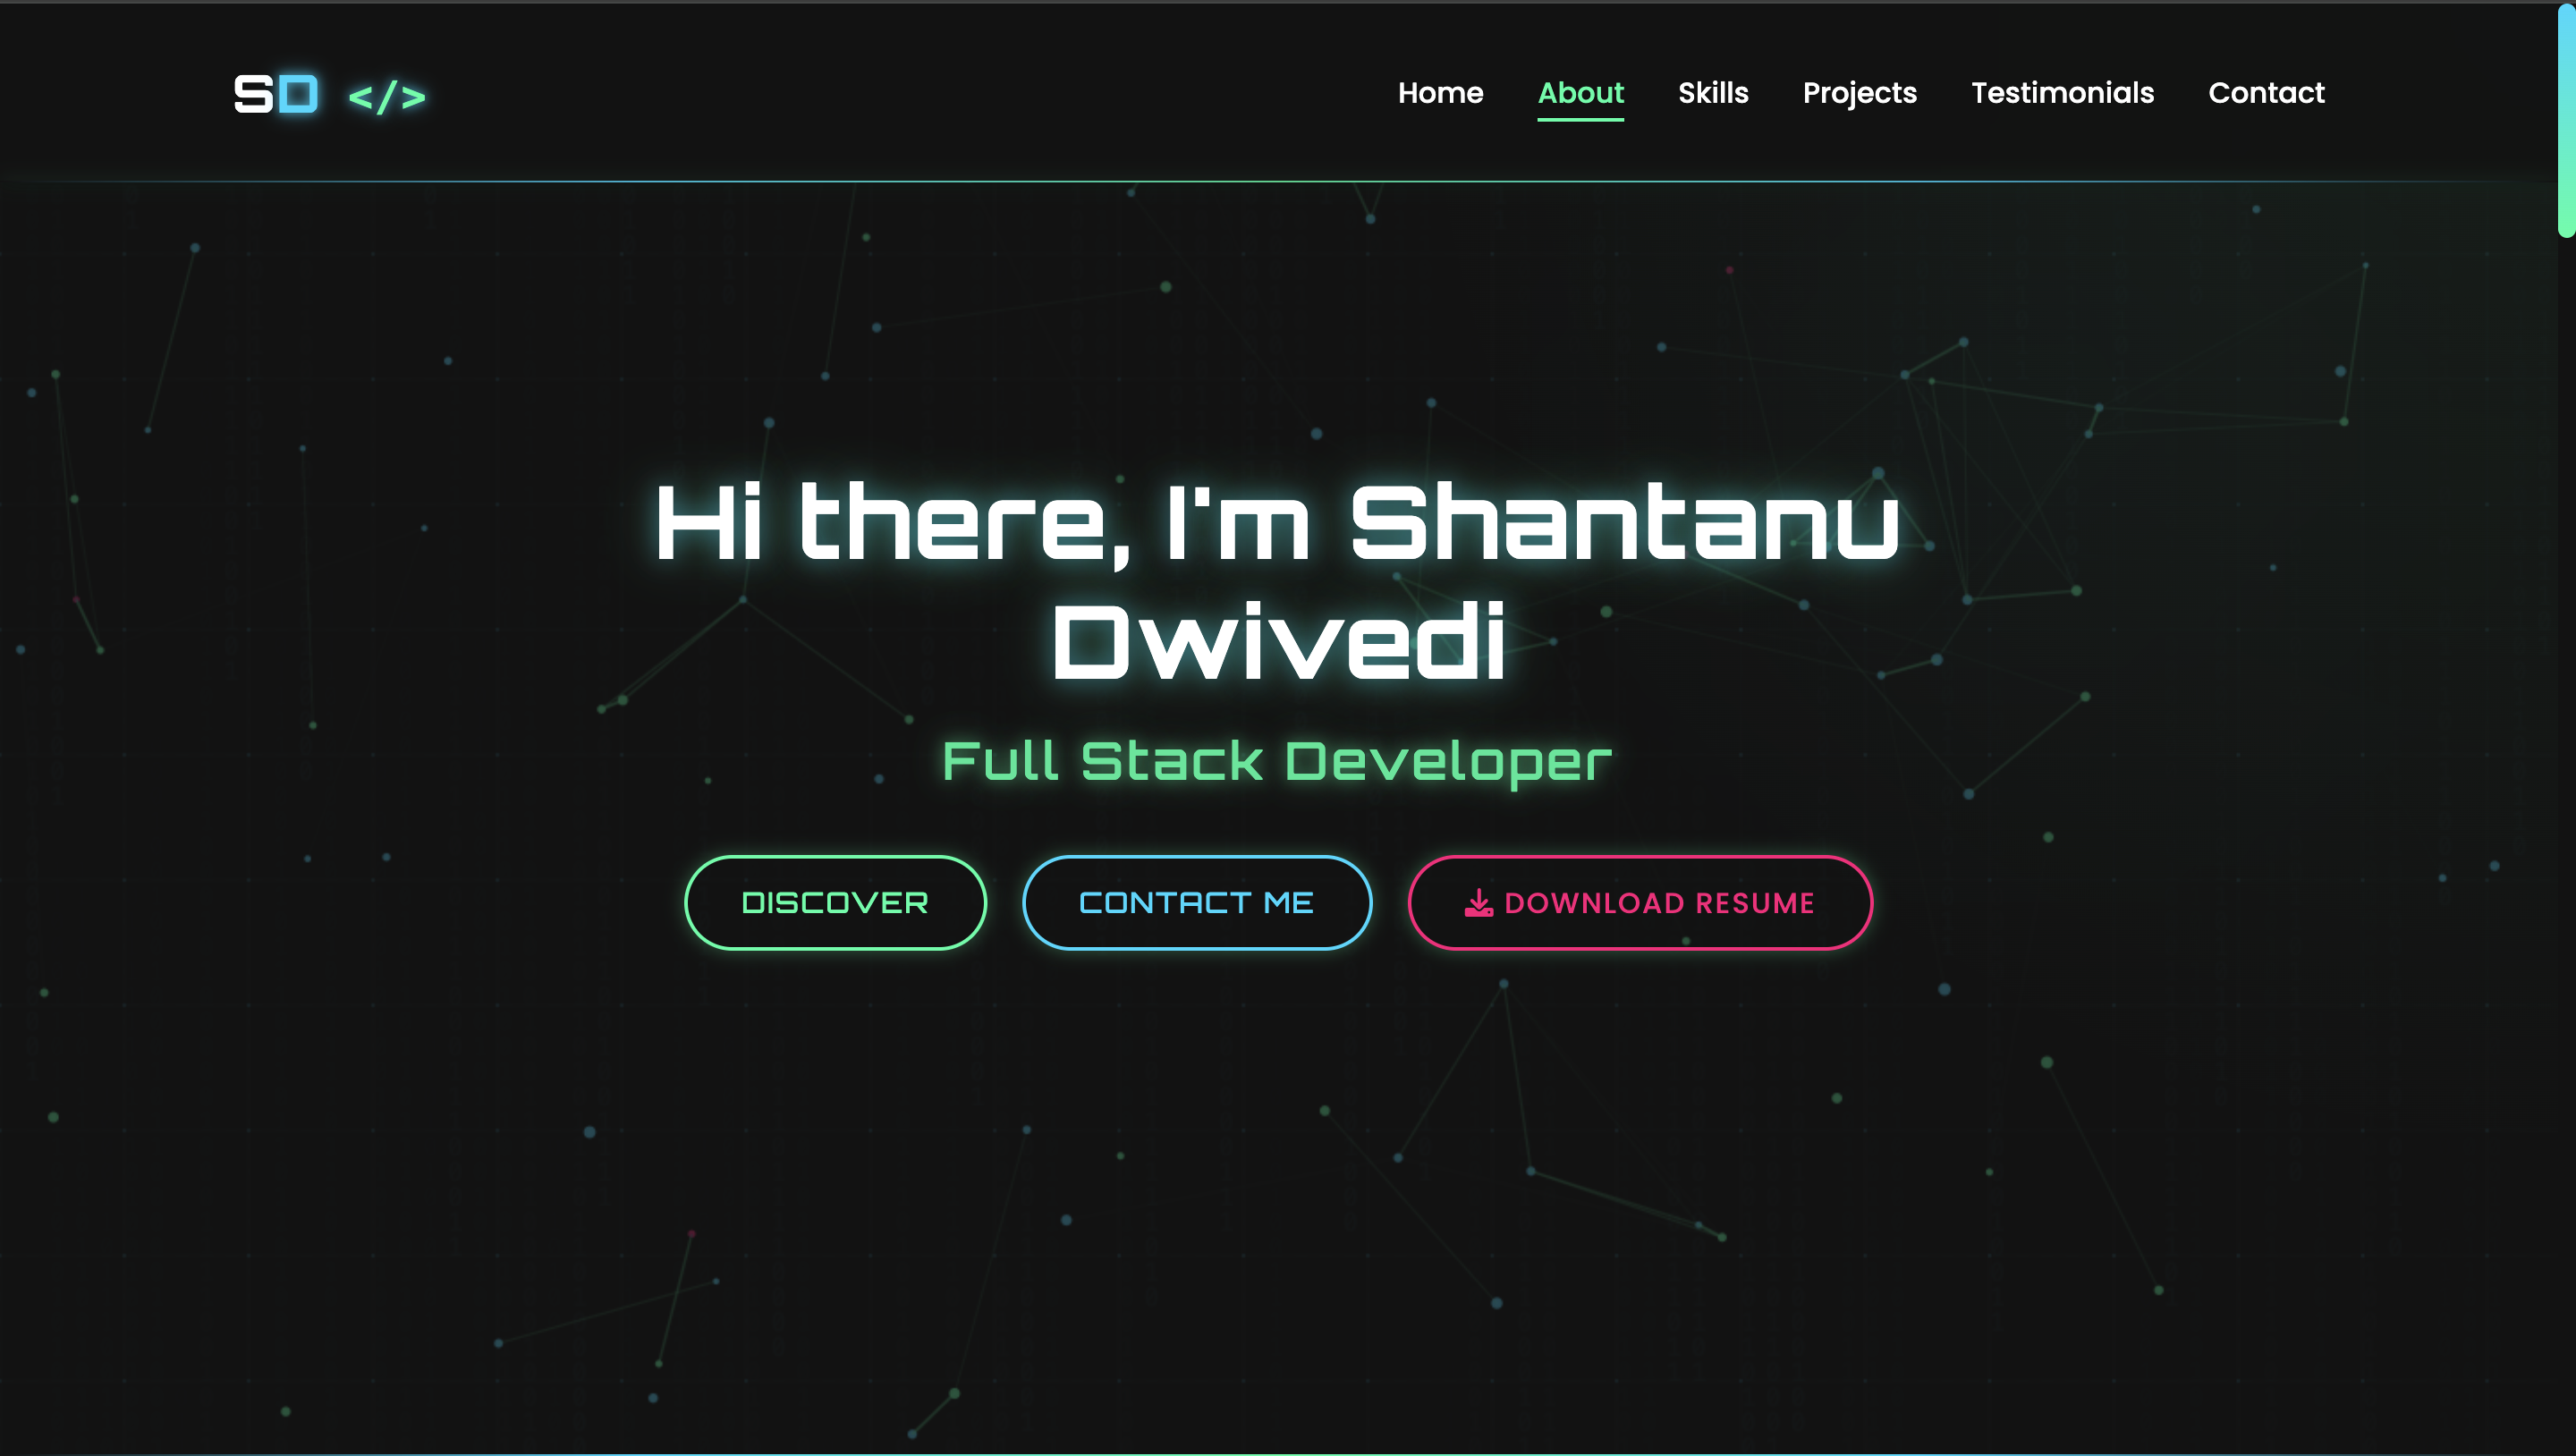 SD </>
Home About Skills Projects Testimonials Contact
Hi there, I'm Shantanu
Dwivedi
Full Stack Developer
DISCOVER CONTACT ME DOWNLOAD RESUME